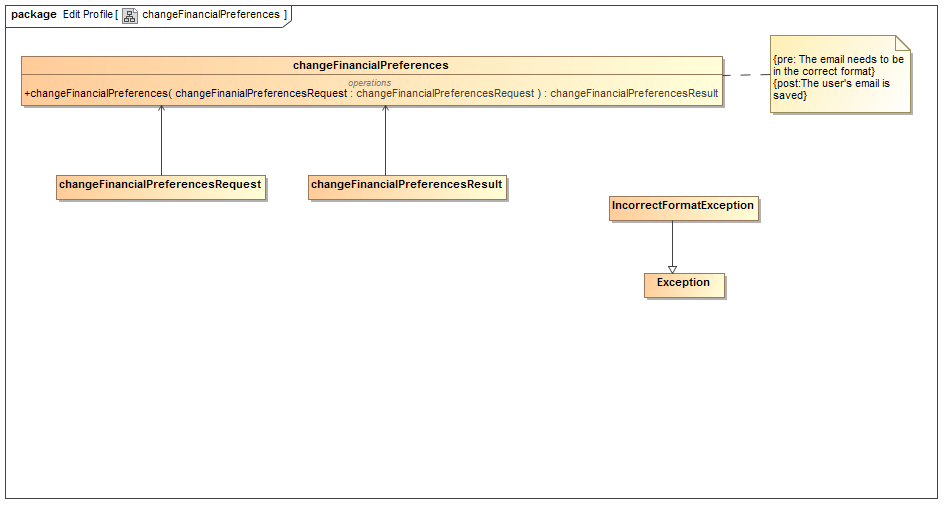 package Edit Profile [ changeFinancialPreferences ]
changeFinancialPreferences
operations
+changeFinancialPreferences( changeFinanialPreferencesRequest : changeFinancialPreferencesRequest ) : changeFinancialPreferencesResult
{pre: The email needs to be
in the correct format}
{post:The user's email is
saved}
changeFinancialPreferencesRequest
changeFinancialPreferencesResult
IncorrectFormatException
Exception